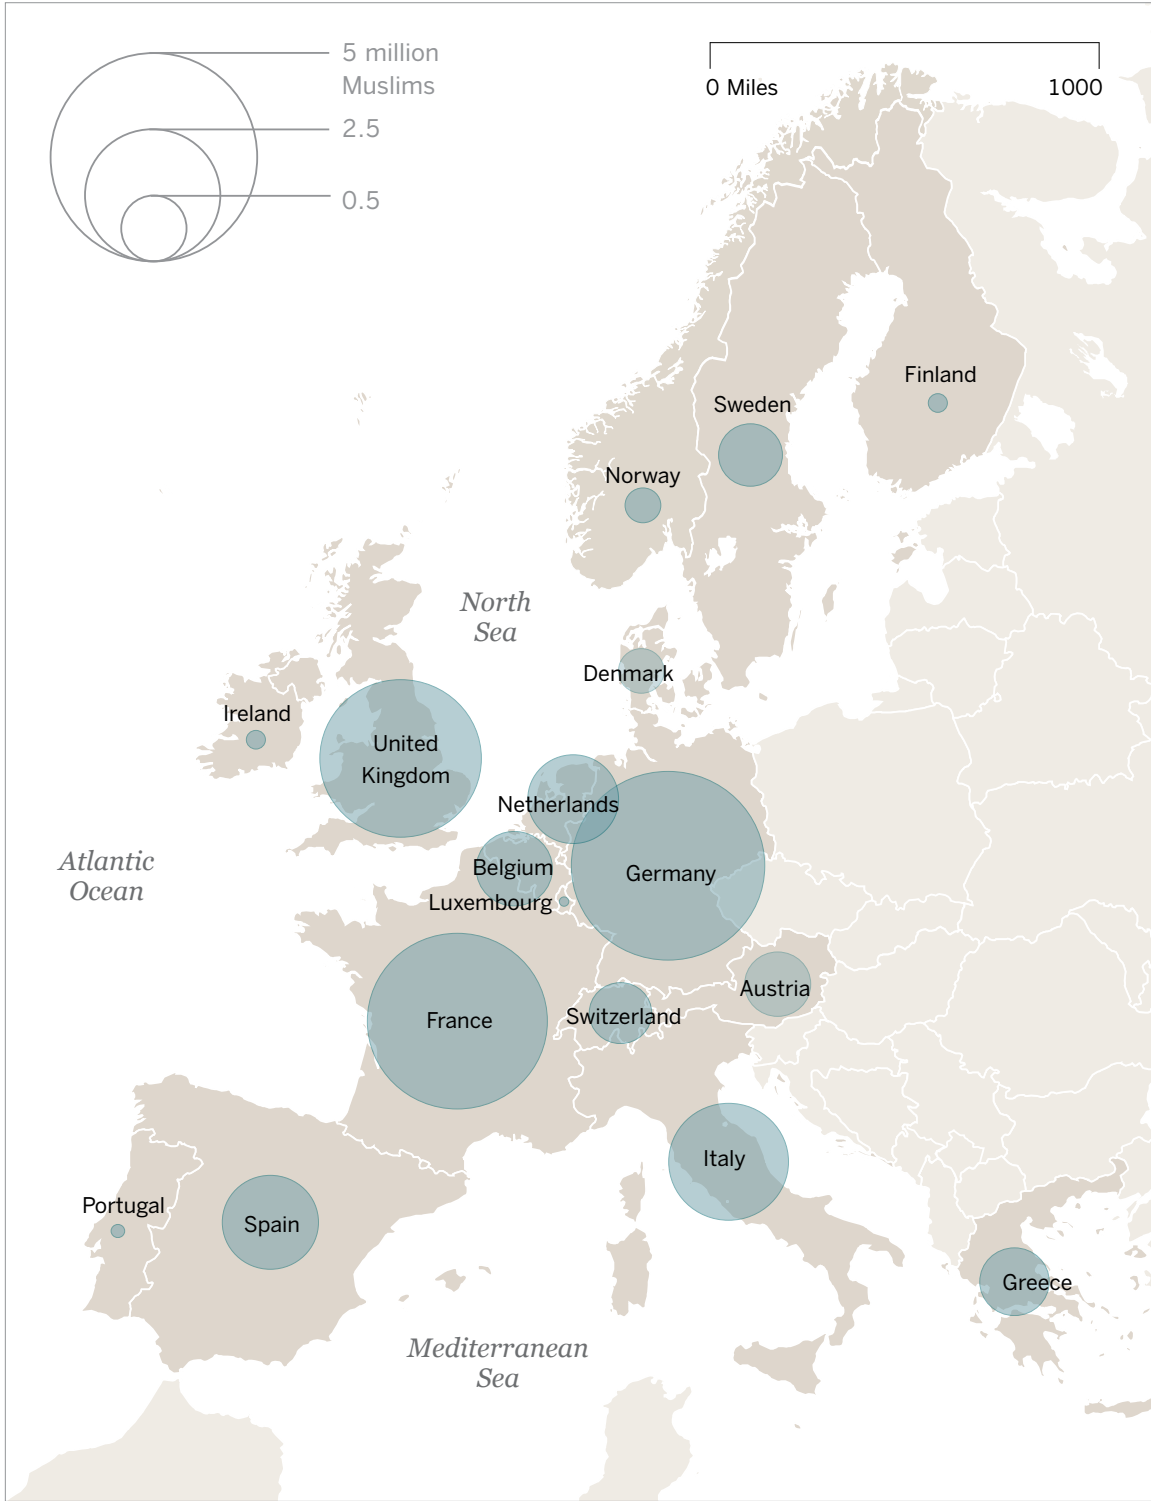 5 million
Muslims
2.5
0.5
0 Miles
1000
Finland
Sweden
Norway
North
Sea
Denmark
Ireland
United
Kingdom
Netherlands
Atlantic
Ocean
Belgium
Germany
Luxembourg
Austria
Switzerland
France
Italy
Portugal
Spain
Greece
Mediterranean
Sea